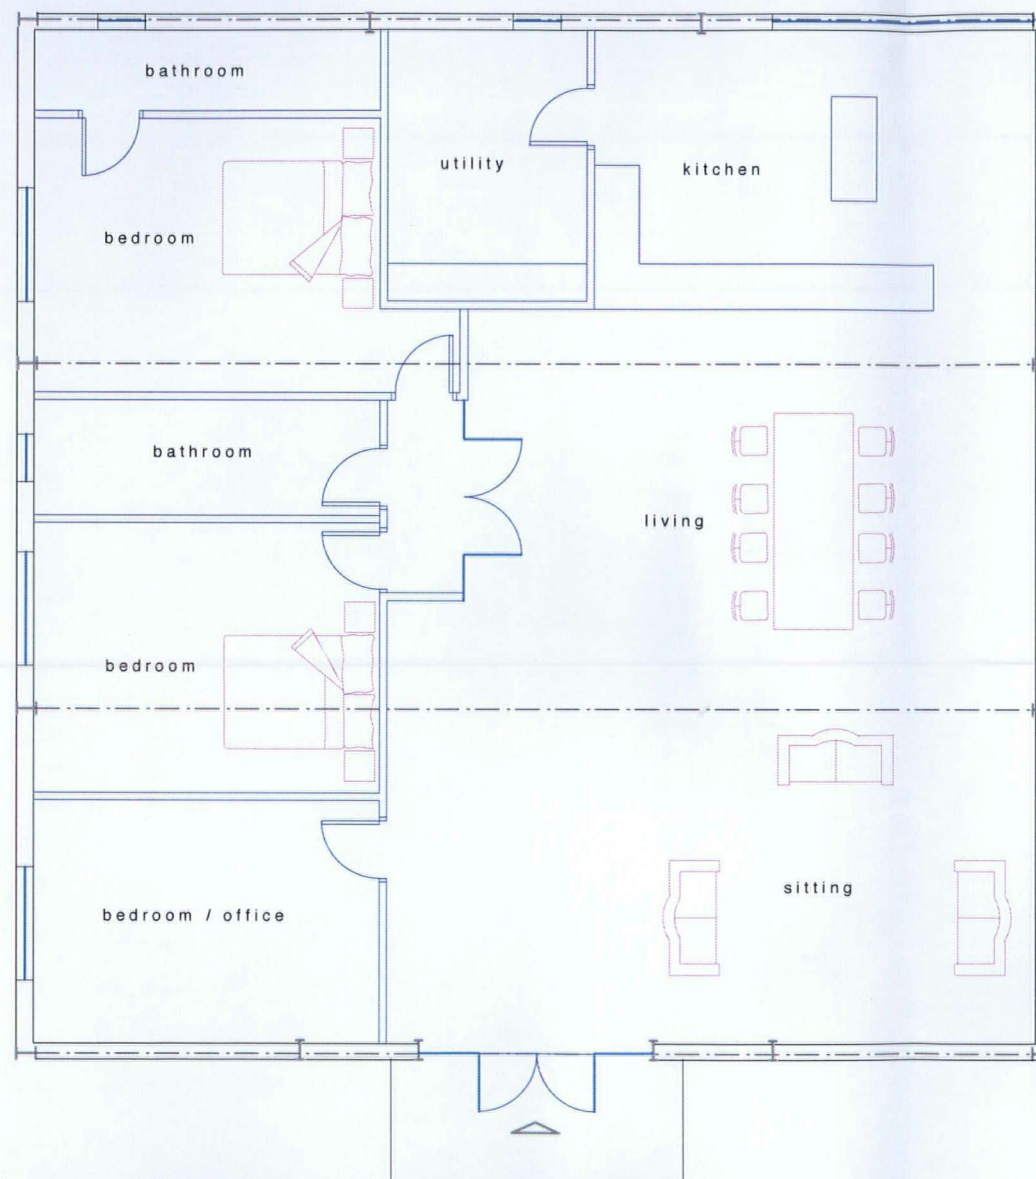 bathroom
utility
kitchen
bedroom
bathroom
living
bedroom
sitting
bedroom / office